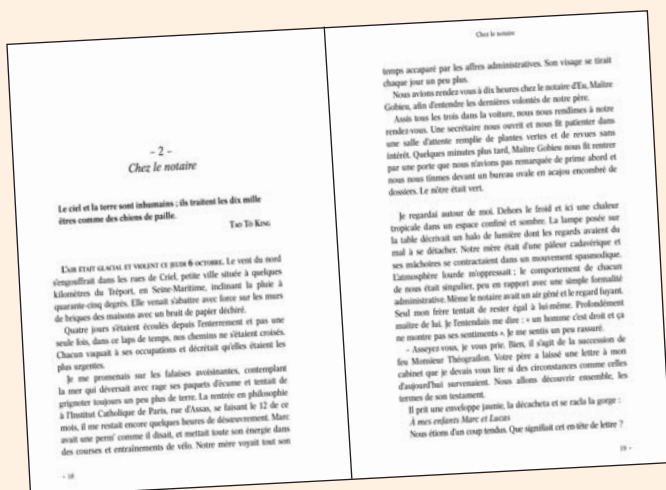 – 2 –
Chez le notaire
Le ciel et la terre sont inhumains ; ils traitent les dix mille
êtres comme des chiens de paille.
Tao Tö King
L'air était glacial et violent ce jeudi 6 octobre. Le vent du nord
s'engouffrait dans les rues de Criel, petite ville située à quelques
kilomètres du Tréport, en Seine-Maritime, inclinant la pluie à
quarante-cinq degrés. Elle venait s'abattre avec force sur les murs
de briques des maisons avec un bruit de papier déchiré.
Quatre jours s'étaient écoulés depuis l'enterrement et pas une
seule fois, dans ce laps de temps, nos chemins ne s'étaient croisés.
Chacun vaquait à ses occupations et décrétait qu'elles étaient les
plus urgentes.
Je me promenais sur les falaises avoisinantes, contemplant
la mer qui déversait avec rage ses paquets d'écume et tentait de
grignoter toujours un peu plus de terre. La rentrée en philosophie
à l'Institut Catholique de Paris, rue d'Assas, se faisant le 12 de ce
mois, il me restait encore quelques heures de désœuvrement. Marc
avait une perm' comme il disait, et mettait toute son énergie dans
des courses et entraînements de vélo. Notre mère voyait tout son
• 18
Chez le notaire
temps accaparé par les affres administratives. Son visage se tirait
chaque jour un peu plus.
Nous avions rendez-vous à dix heures chez le notaire d'Eu, Maître
Gobieu, afin d'entendre les dernières volontés de notre père.
Assis tous les trois dans la voiture, nous nous rendîmes à notre
rendez-vous. Une secrétaire nous ouvrit et nous fit patienter dans
une salle d'attente remplie de plantes vertes et de revues sans
intérêt. Quelques minutes plus tard, Maître Gobieu nous fit rentrer
par une porte que nous n'avions pas remarquée de prime abord et
nous nous tînmes devant un bureau ovale en acajou encombré de
dossiers. Le nôtre était vert.
Je regardai autour de moi. Dehors le froid et ici une chaleur
tropicale dans un espace confiné et sombre. La lampe posée sur
la table décrivait un halo de lumière dont les regards avaient du
mal à se détacher. Notre mère était d'une pâleur cadavérique et
ses mâchoires se contractaient dans un mouvement spasmodique.
L'atmosphère lourde m'oppressait ; le comportement de chacun
de nous était singulier, peu en rapport avec une simple formalité
administrative. Même le notaire avait un air gêné et le regard fuyant.
Seul mon frère tentait de rester égal à lui-même. Profondément
maître de lui. Je l'entendais me dire : « un homme c'est droit et ça
ne montre pas ses sentiments ». Je me sentis un peu rassuré.
– Asseyez-vous, je vous prie. Bien, il s'agit de la succession de
feu Monsieur Théograllon. Votre père a laissé une lettre à mon
cabinet que je devais vous lire si des circonstances comme celles
d'aujourd'hui survenaient. Nous allons découvrir ensemble, les
termes de son testament.
Il prit une enveloppe jaunie, la décacheta et se racla la gorge :
À mes enfants Marc et Lucas
Nous étions d'un coup tendus. Que signifiait cet en-tête de lettre ?
19 •